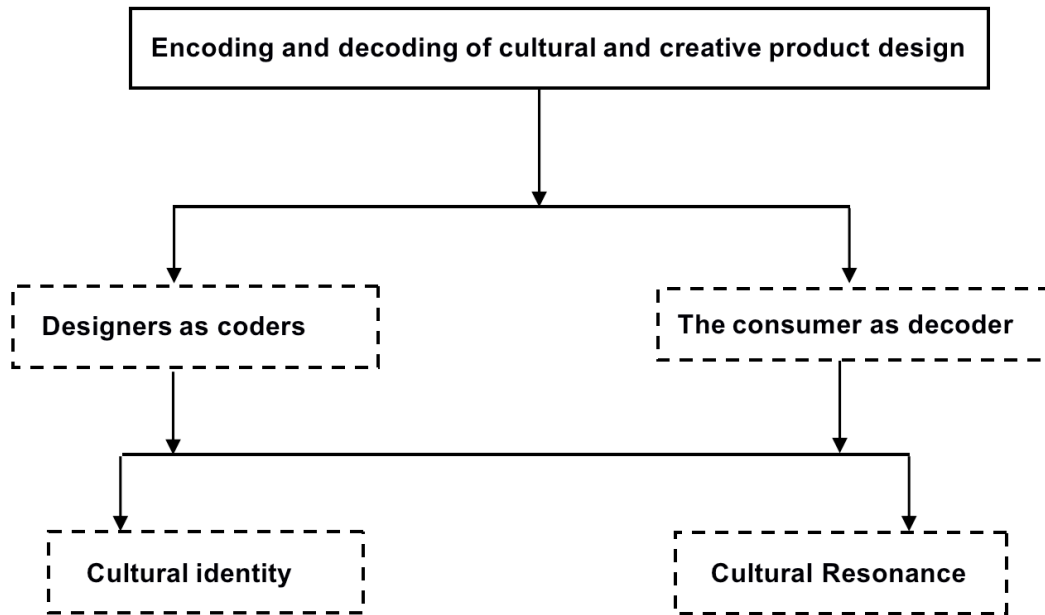 Encoding and decoding of cultural and creative product design
Designers as coders
The consumer as decoder
Cultural identity
Cultural Resonance